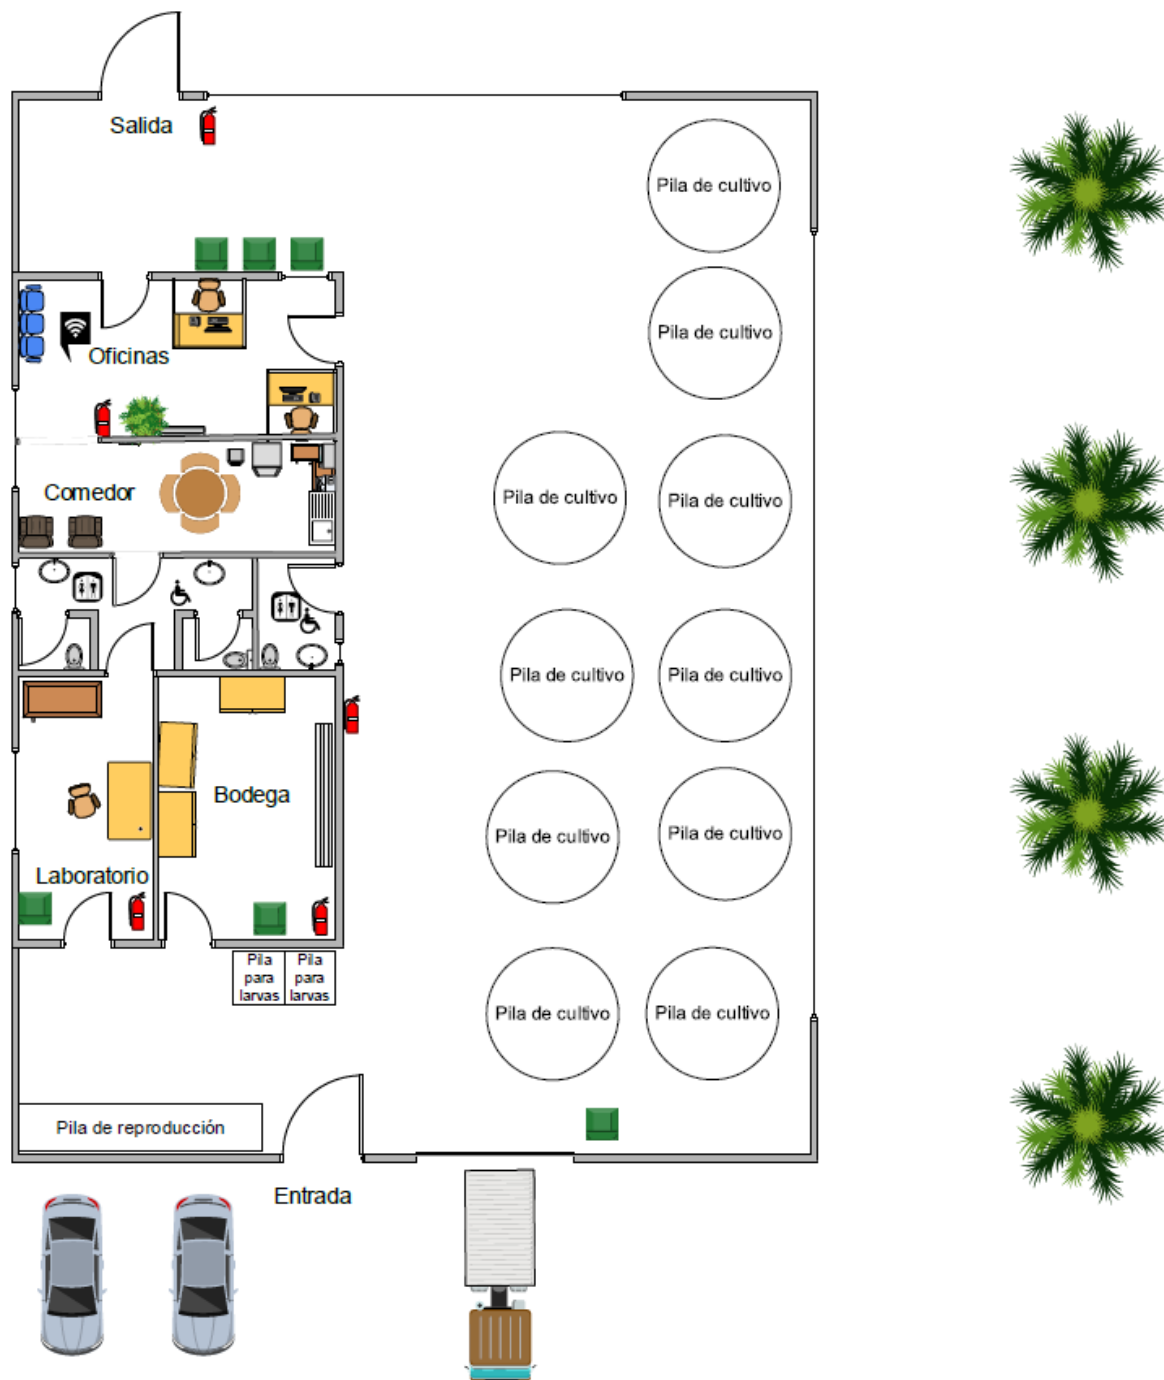 Salida
Pila de cultivo
Pila de cultivo
Oficinas
Comedor
Pila de cultivo
Pila de cultivo
Pila de cultivo
Pila de cultivo
Bodega
Pila de cultivo
Pila de cultivo
Laboratorio
Pila
para
larvas
Pila
para
larvas
Pila de cultivo
Pila de cultivo
Pila de reproducción
Entrada